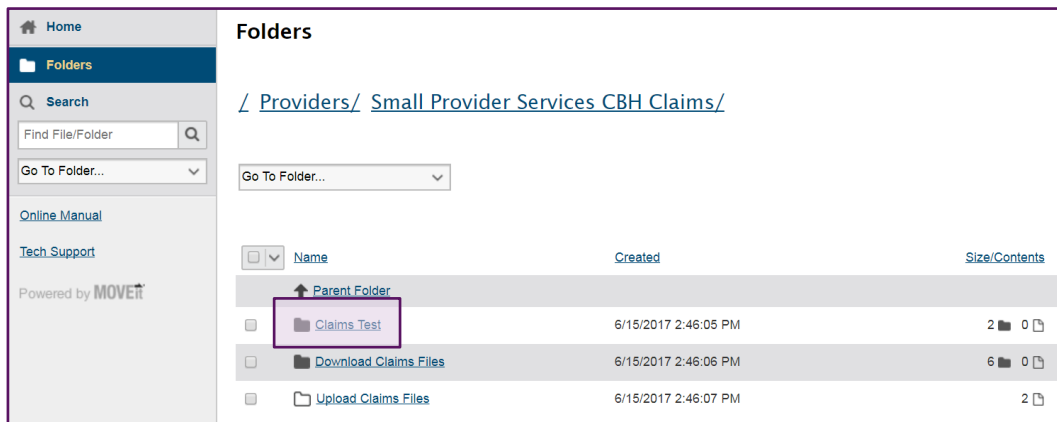 Home
Folders
Search
Find File/Folder
Go To Folder...
Online Manual
Tech Support
Powered by MOVEit
Folders
/ Providers/ Small Provider Services CBH Claims/
Go To Folder...
Name Created Size/Contents
Parent Folder
Claims Test 6/15/2017 2:46:05 PM 2 0
Download Claims Files 6/15/2017 2:46:06 PM 6 0
Upload Claims Files 6/15/2017 2:46:07 PM 2